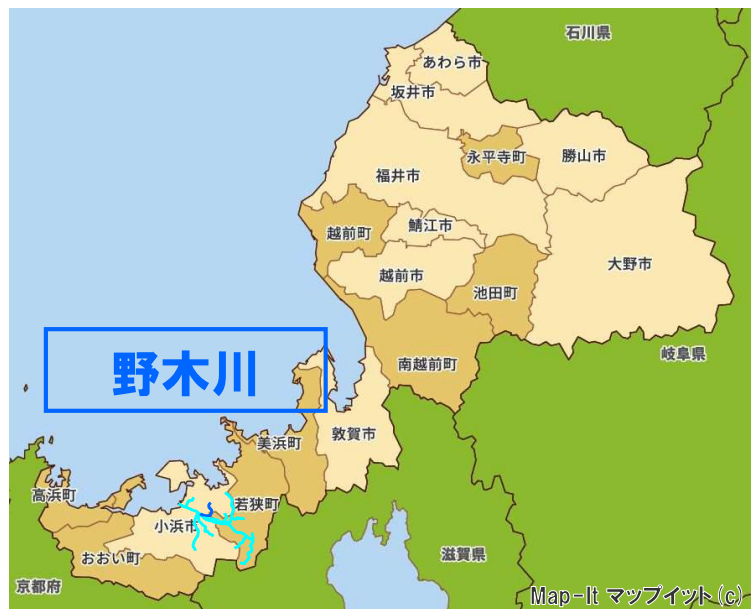 石川県
あわら市
坂井市
永平寺町
勝山市
福井市
越前町
鯖江市
大野市
越前市
池田町
野木川
南越前町
岐阜県
敦賀市
美浜町
高浜町
若狭町
小浜市
おおい町
滋賀県
京都府
Map-It マップイット(c)